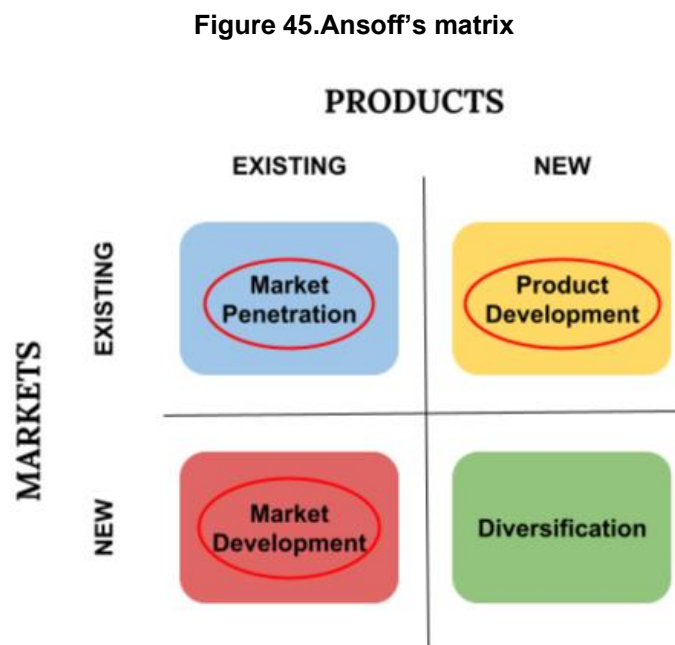 Figure 45.Ansoff's matrix
PRODUCTS
EXISTING
NEW
MARKETS
EXISTING
Market
Penetration
Product
Development
NEW
Market
Development
Diversification